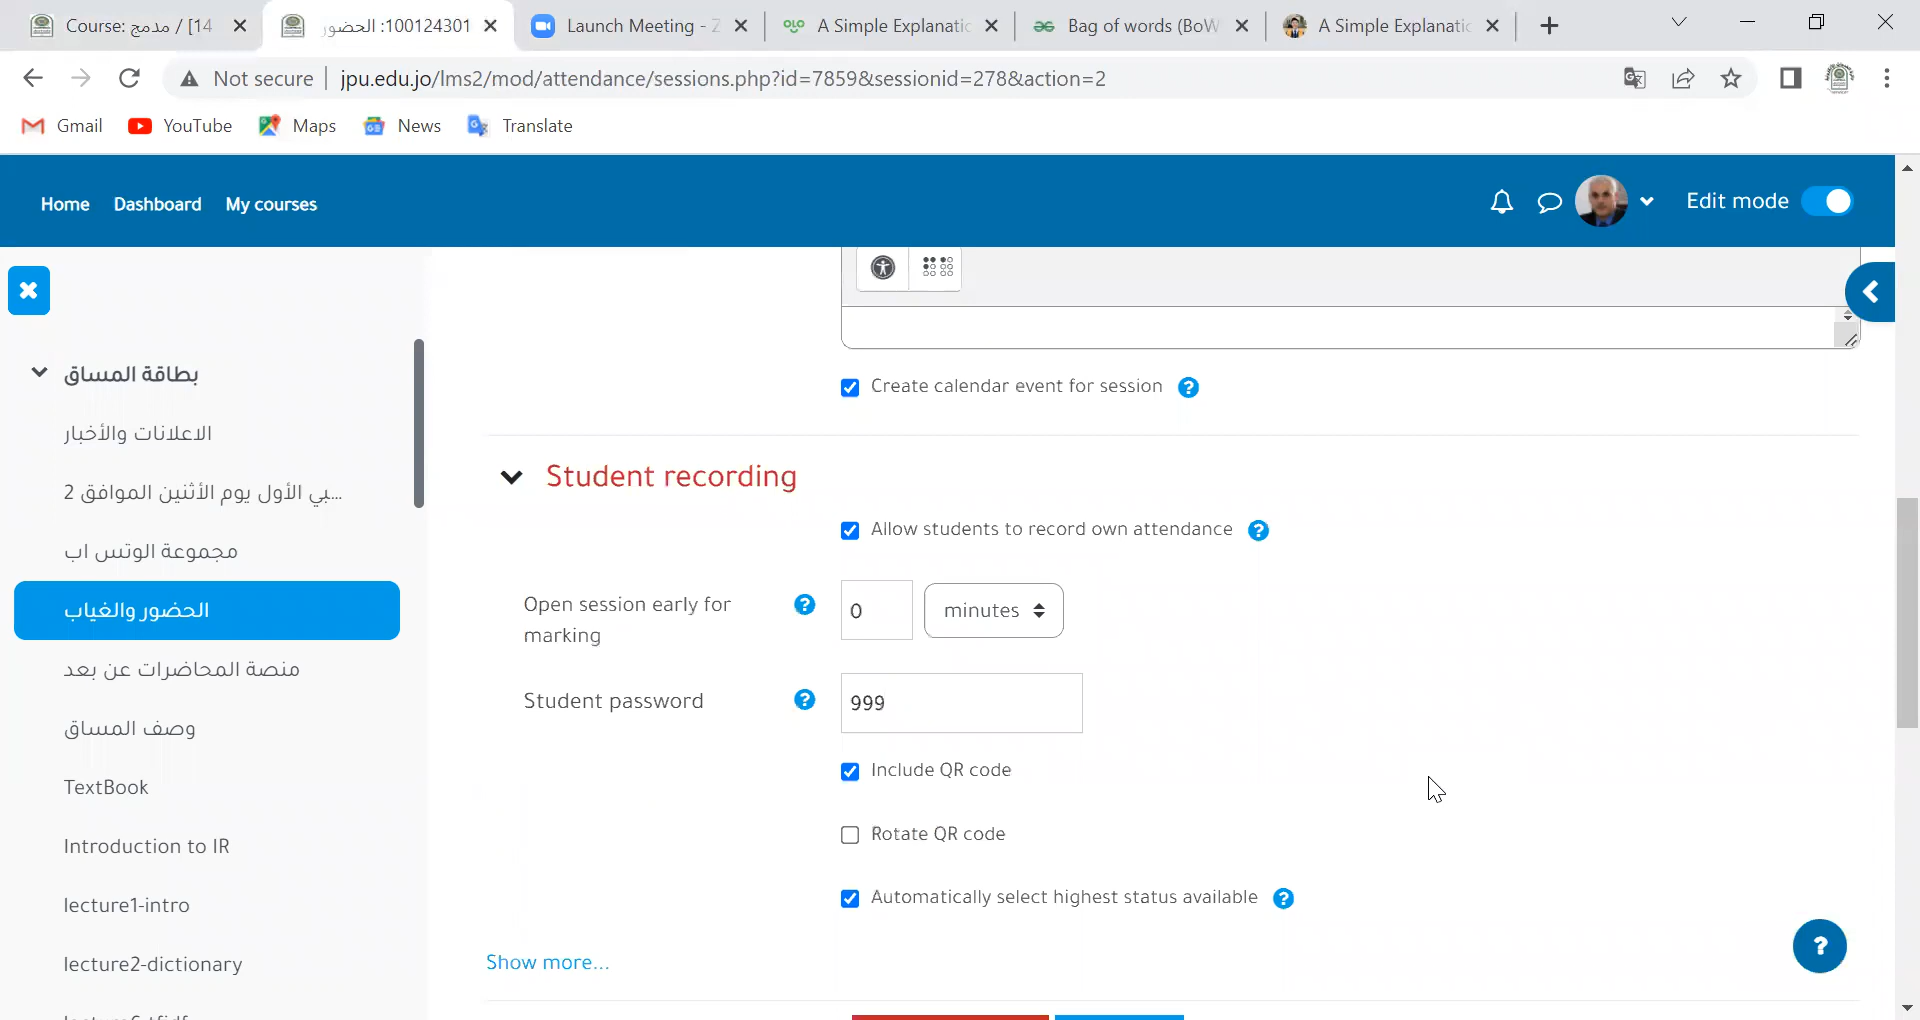 Course: مدمج / [14
100124301: الحضور
Launch Meeting - Z
A Simple Explanatic
Bag of words (BoW
A Simple Explanatic
Not secure
jpu.edu.jo/lms2/mod/attendance/sessions.php?id=7859&sessionid=278&action=2
Gmail
YouTube
Maps
News
Translate
Home
Dashboard
My courses
Edit mode
بطاقة المساق
الاعلانات والأخبار
...بي الأول يوم الأثنين الموافق 2
مجموعة الوتس اب
الحضور والغياب
منصة المحاضرات عن بعد
وصف المساق
TextBook
Introduction to IR
lecture1-intro
lecture2-dictionary
Create calendar event for session
Student recording
Allow students to record own attendance
Open session early for
marking
0
minutes
Student password
999
Include QR code
Rotate QR code
Automatically select highest status available
Show more...